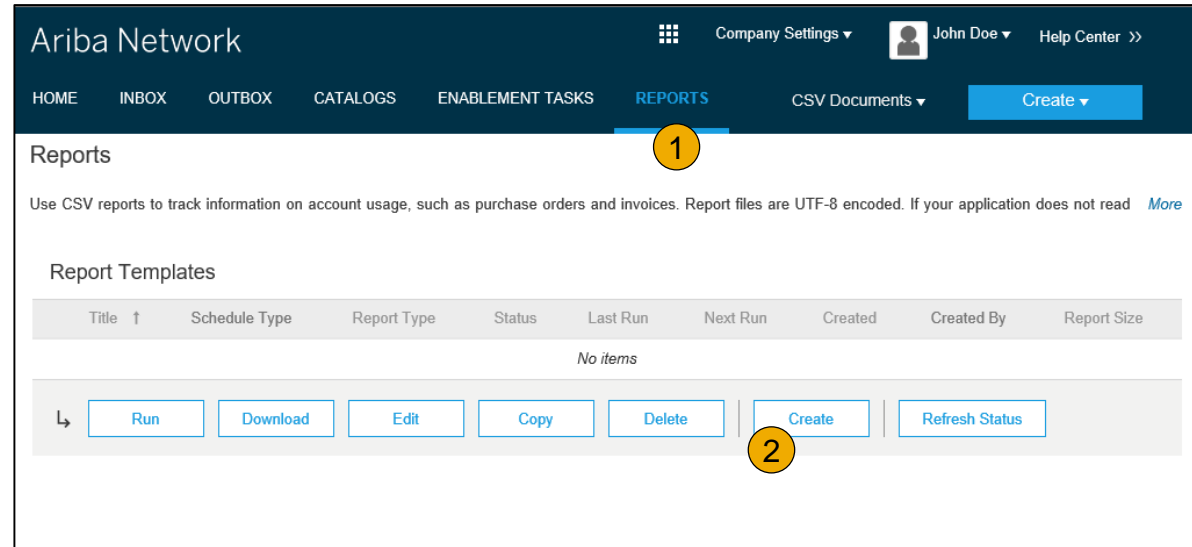 Ariba Network
Company Settings ▾
John Doe ▾
Help Center >>
HOME INBOX OUTBOX CATALOGS ENABLEMENT TASKS REPORTS CSV Documents ▾ Create ▾
1
Reports
Use CSV reports to track information on account usage, such as purchase orders and invoices. Report files are UTF-8 encoded. If your application does not read More
Report Templates
Title ↑ Schedule Type Report Type Status Last Run Next Run Created Created By Report Size
No items
Run Download Edit Copy Delete Create Refresh Status
2